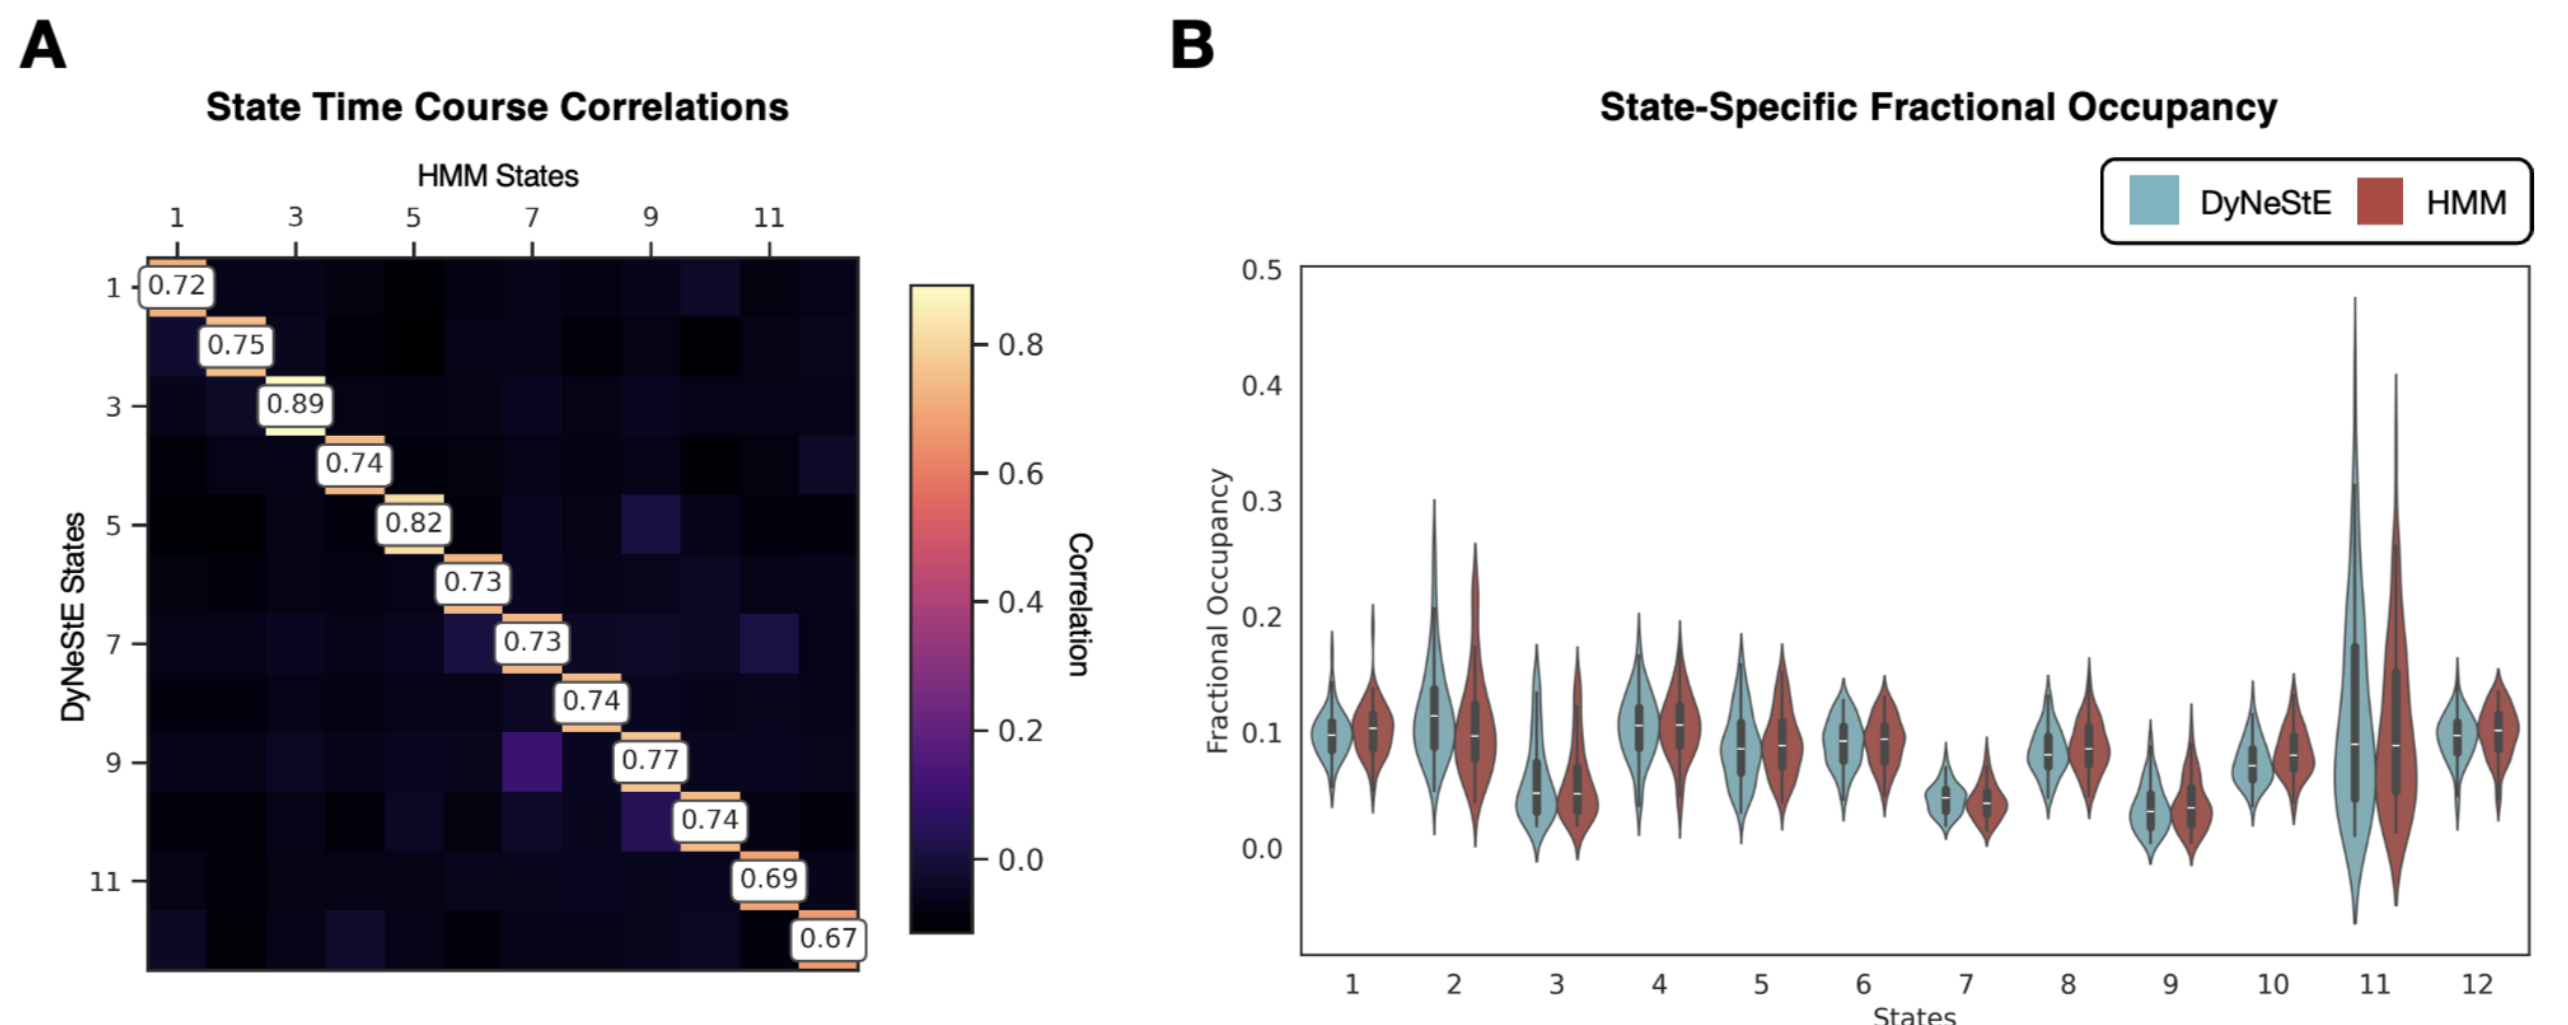 A
State Time Course Correlations
HMM States
1 3 5 7 9 11
DyNeStE States
1
3
5
7
9
11
0.72
0.75
0.89
0.74
0.82
0.73
0.73
0.74
0.77
0.74
0.69
0.67
0.8
0.6
0.4
0.2
0.0
Correlation
B
State-Specific Fractional Occupancy
DyNeStE HMM
Fractional Occupancy
0.5
0.4
0.3
0.2
0.1
0.0
1 2 3 4 5 6 7 8 9 10 11 12
States